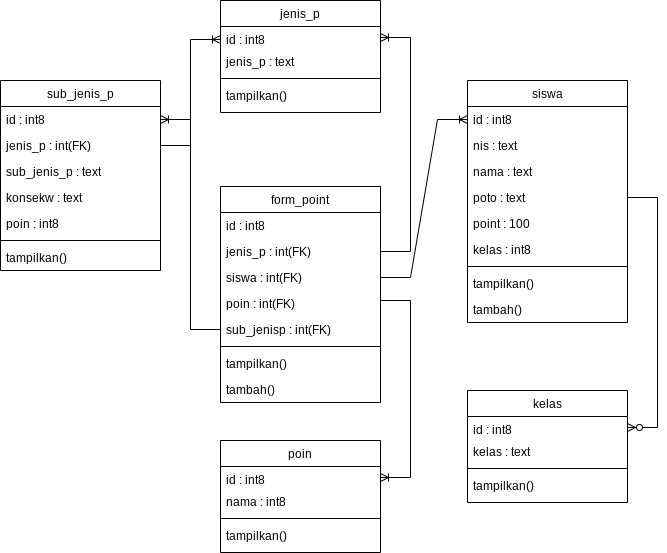 jenis_p
id : int8
jenis_p : text
tampilkan()
sub_jenis_p
id : int8
jenis_p : int(FK)
sub_jenis_p : text
konsekw : text
poin : int8
tampilkan()
siswa
id : int8
nis : text
nama : text
poto : text
point : 100
kelas : int8
tampilkan()
tambah()
form_point
id : int8
jenis_p : int(FK)
siswa : int(FK)
poin : int(FK)
sub_jenisp : int(FK)
tampilkan()
tambah()
kelas
id : int8
kelas : text
tampilkan()
poin
id : int8
nama : int8
tampilkan()